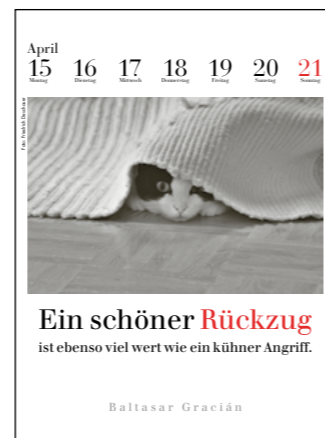 April
15 16 17 18 19 20 21
Montag Dienstag Mittwoch Donnerstag Freitag Samstag Sonntag
Ein schöner Rückzug
ist ebenso viel wert wie ein kühner Angriff.
Baltasar Gracián